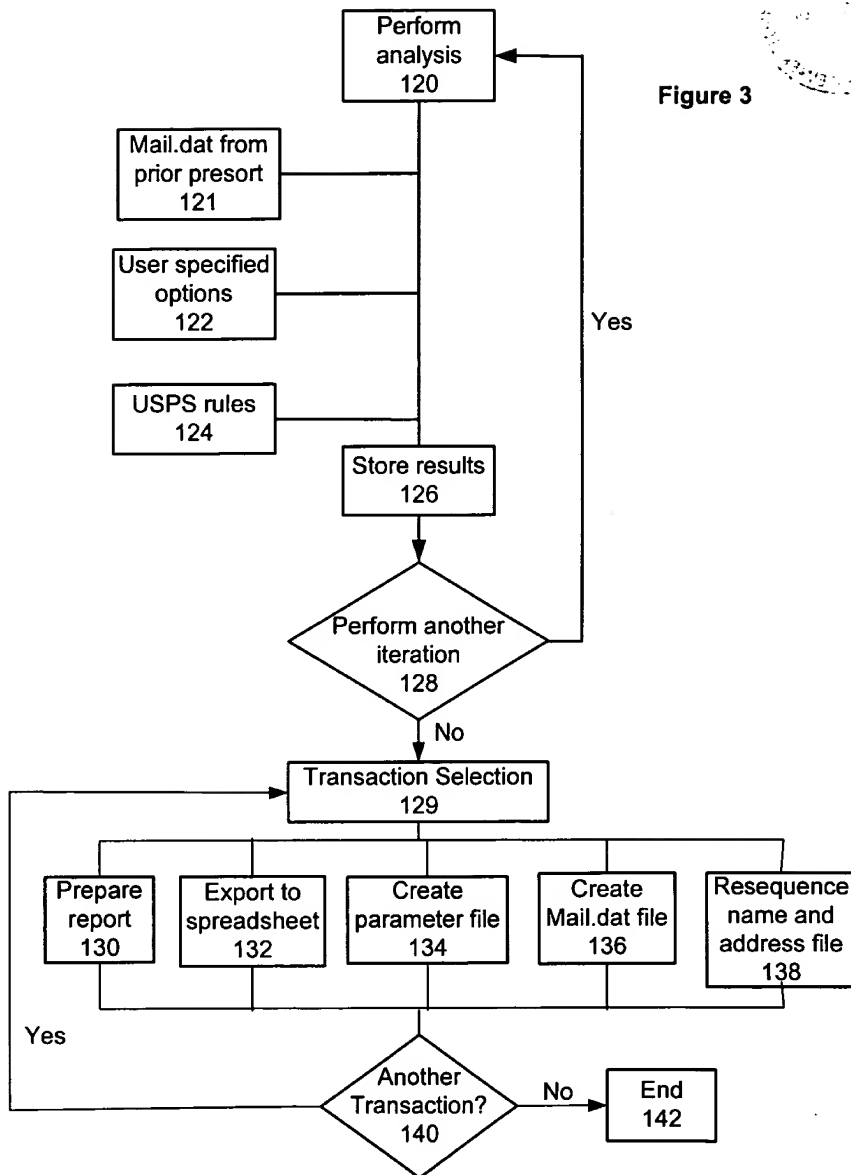 Perform
analysis
120
Figure 3
Mail.dat from
prior presort
121
User specified
options
122
Yes
USPS rules
124
Store results
126
Perform another
iteration
128
No
Transaction Selection
129
Prepare
report
130
Export to
spreadsheet
132
Create
parameter file
134
Create
Mail.dat file
136
Resequence
name and
address file
138
Yes
Another
Transaction?
140
No
End
142